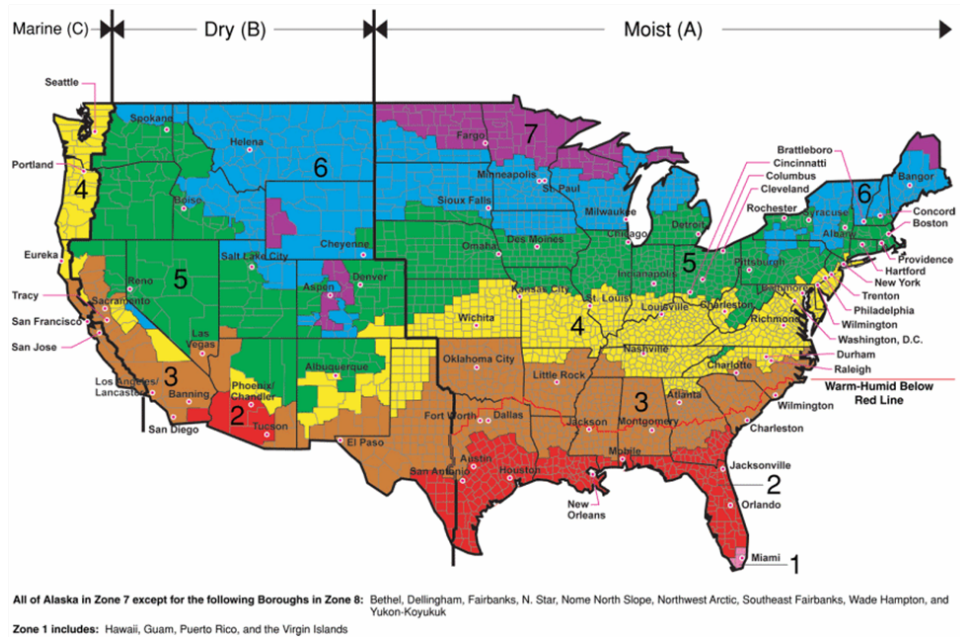 Marine (C)
Dry (B)
Moist (A)
Seattle
Spokane
Helena
6
Fargo
7
Brattleboro
Cincinnatti
Columbus
Cleveland
Portland
4
Minneapolis
St. Paul
Bangor
6
Boise
Sioux Falls
Milwaukee
Rochester
Syracuse
Concord
Boston
Detroit
Albany
Eureka
Salt Lake City
Cheyenne
Omaha
Des Moines
Chicago
5
Providence
Hartford
5
Reno
Aspen
Denver
Indianapolis
Pittsburgh
New York
Tracy
Sacramento
Kansas City
St. Louis
Louisville
Charleston
Baltimore
Trenton
Philadelphia
San Francisco
Las
Vegas
Wichita
4
Richmond
Wilmington
San Jose
Washington, D.C.
Nashville
Durham
Albuquerque
Oklahoma City
Charlotte
Raleigh
3
Los Angeles/
Lancaster
Banning
Phoenix/
Chandler
Little Rock
3
Atlanta
Warm-Humid Below
Red Line
2
Wilmington
San Diego
Tucson
El Paso
Fort Worth
Dallas
Jackson
Montgomery
Charleston
Austin
Mobile
San Antonio
Houston
Jacksonville
New
Orleans
2
Orlando
Miami
1
All of Alaska in Zone 7 except for the following Boroughs in Zone 8: Bethel, Dellingham, Fairbanks, N. Star, Nome North Slope, Northwest Arctic, Southeast Fairbanks, Wade Hampton, and
Yukon-Koyukuk
Zone 1 includes: Hawaii, Guam, Puerto Rico, and the Virgin Islands